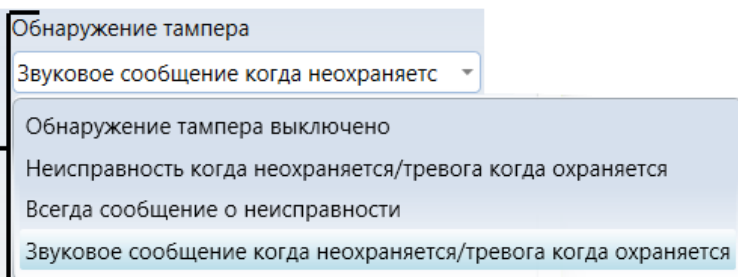 Обнаружение тампера
Звуковое сообщение когда неохраняетс
Обнаружение тампера выключено
Неисправность когда неохраняется/тревога когда охраняется
Всегда сообщение о неисправности
Звуковое сообщение когда неохраняется/тревога когда охраняется